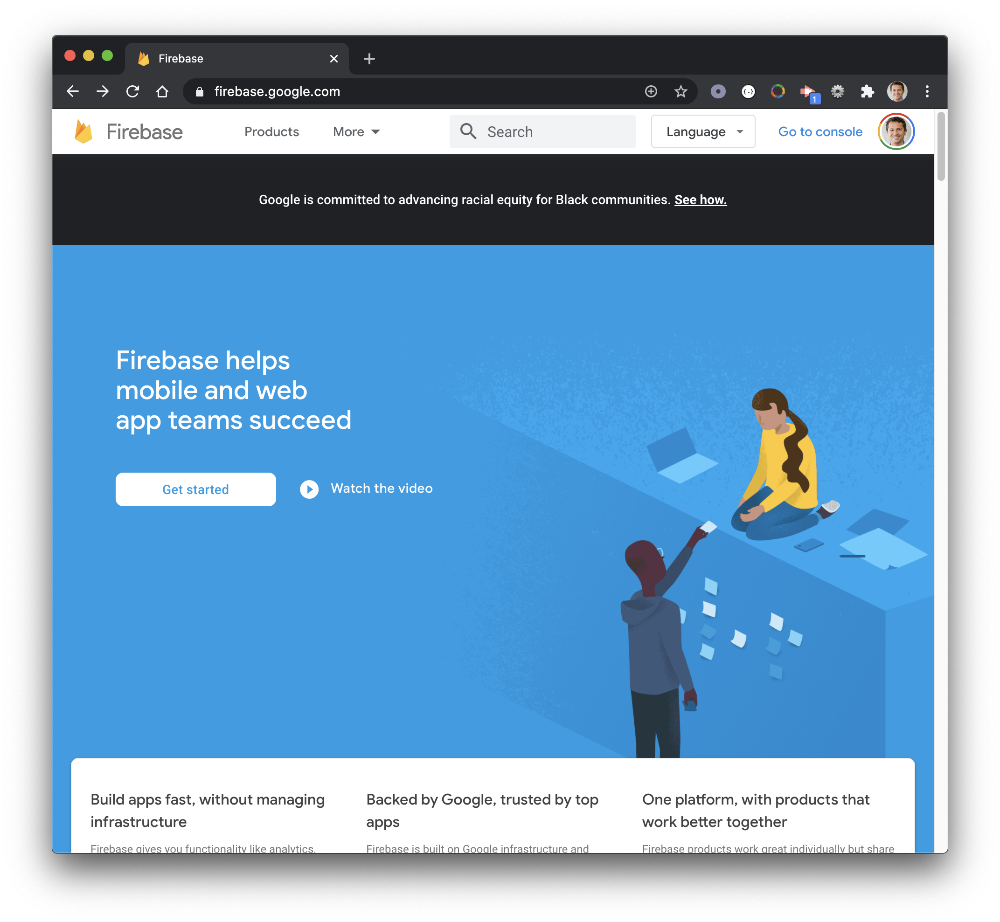 Firebase
firebase.google.com
{...}
1
Firebase
Products
More
Search
Language
Go to console
Google is committed to advancing racial equity for Black communities. See how.
Firebase helps
mobile and web
app teams succeed
Get started
Watch the video
Build apps fast, without managing
infrastructure
Firebase gives you functionality like analytics,
Backed by Google, trusted by top
apps
Firebase is built on Google infrastructure and
One platform, with products that
work better together
Firebase products work great individually but share